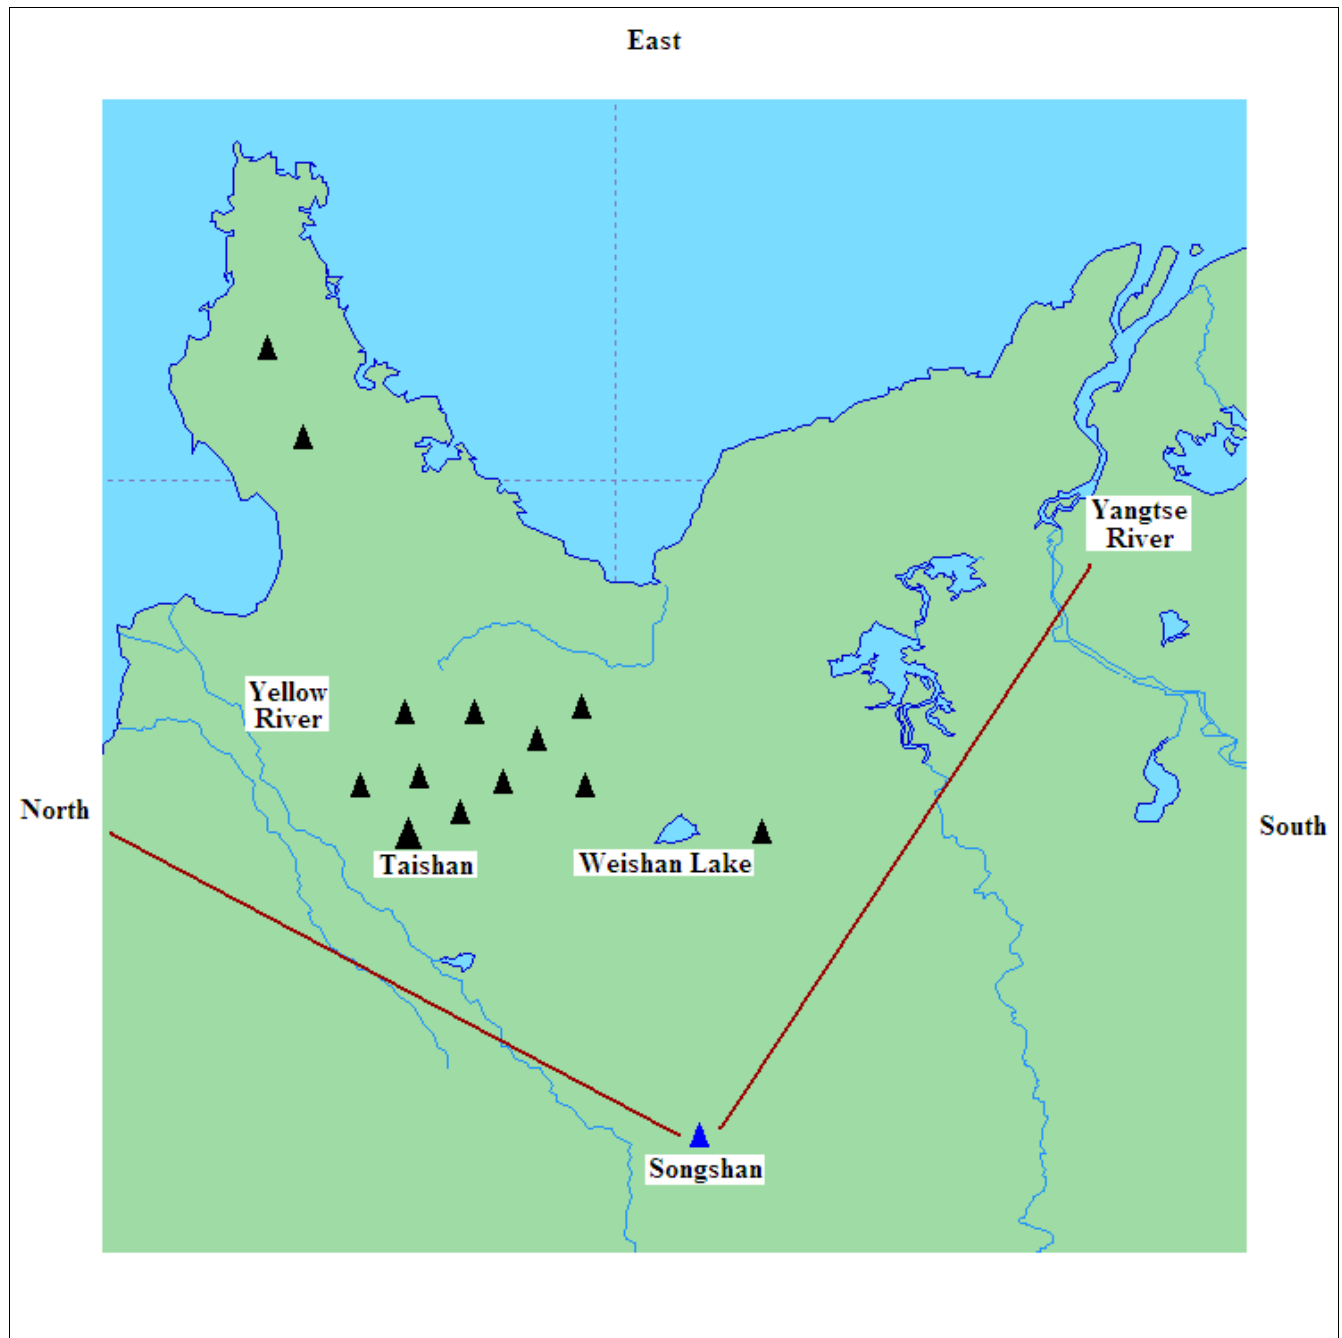 East
Yangtse
River
Yellow
River
North
South
Taishan
Weishan Lake
Songshan